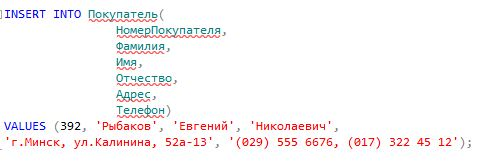 INSERT INTO Покупатель(
НомерПокупателя,
Фамилия,
Имя,
Отчество,
Адрес,
Телефон)
VALUES (392, 'Рыбаков', 'Евгений', 'Николаевич',
'г.Минск, ул.Калинина, 52а-13', '(029) 555 6676, (017) 322 45 12');